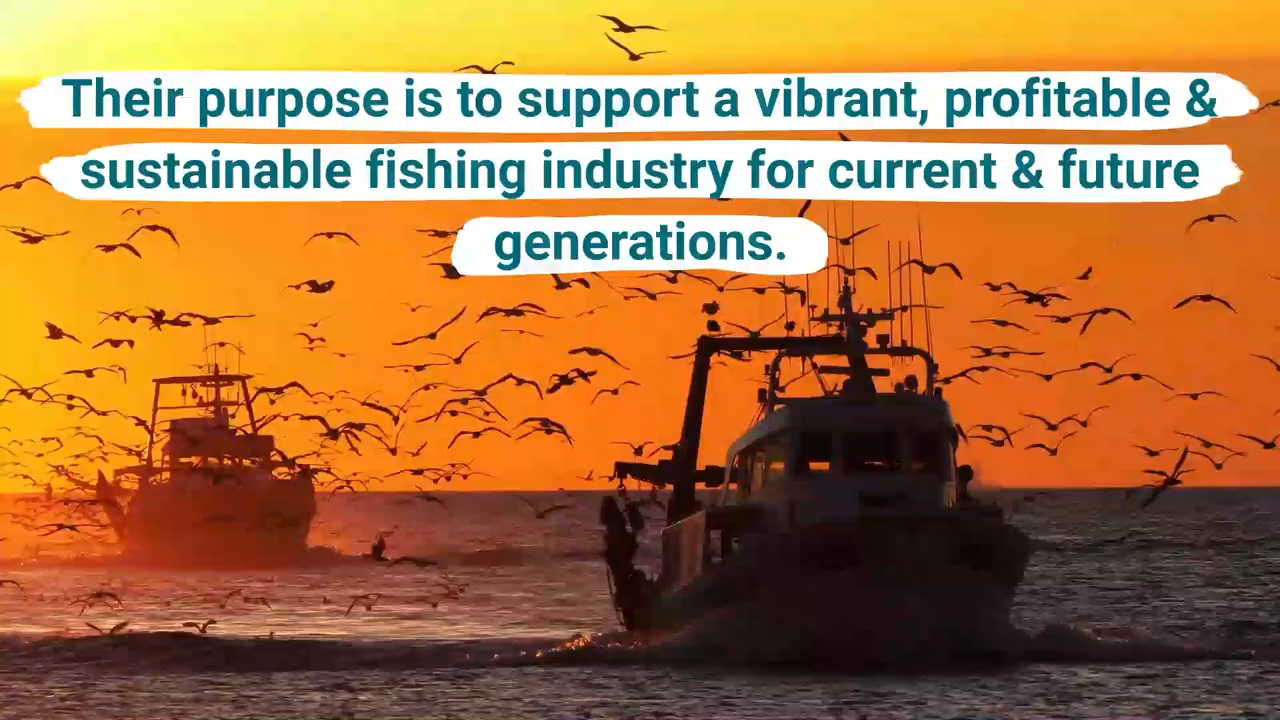 Their purpose is to support a vibrant, profitable &
sustainable fishing industry for current & future
generations.